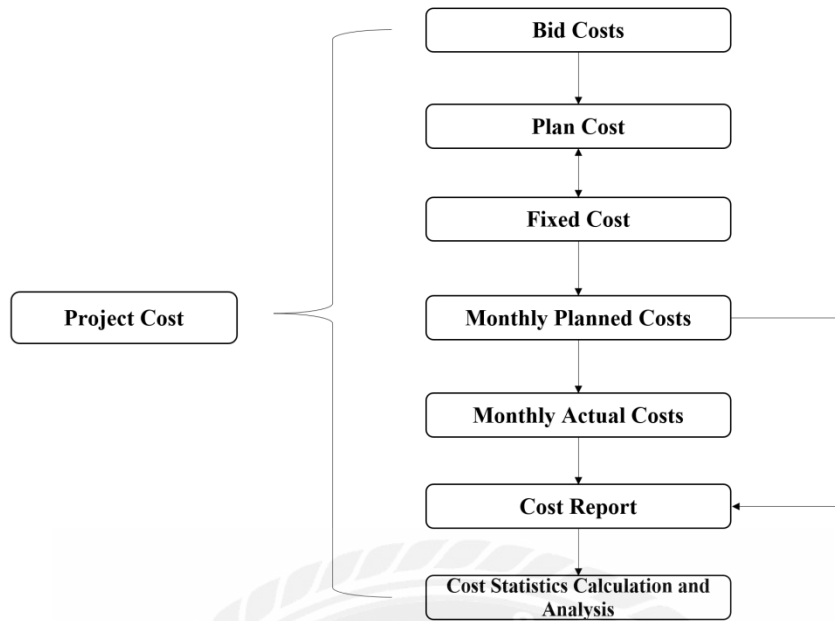 Bid Costs
Plan Cost
Fixed Cost
Project Cost
Monthly Planned Costs
Monthly Actual Costs
Cost Report
Cost Statistics Calculation and
Analysis